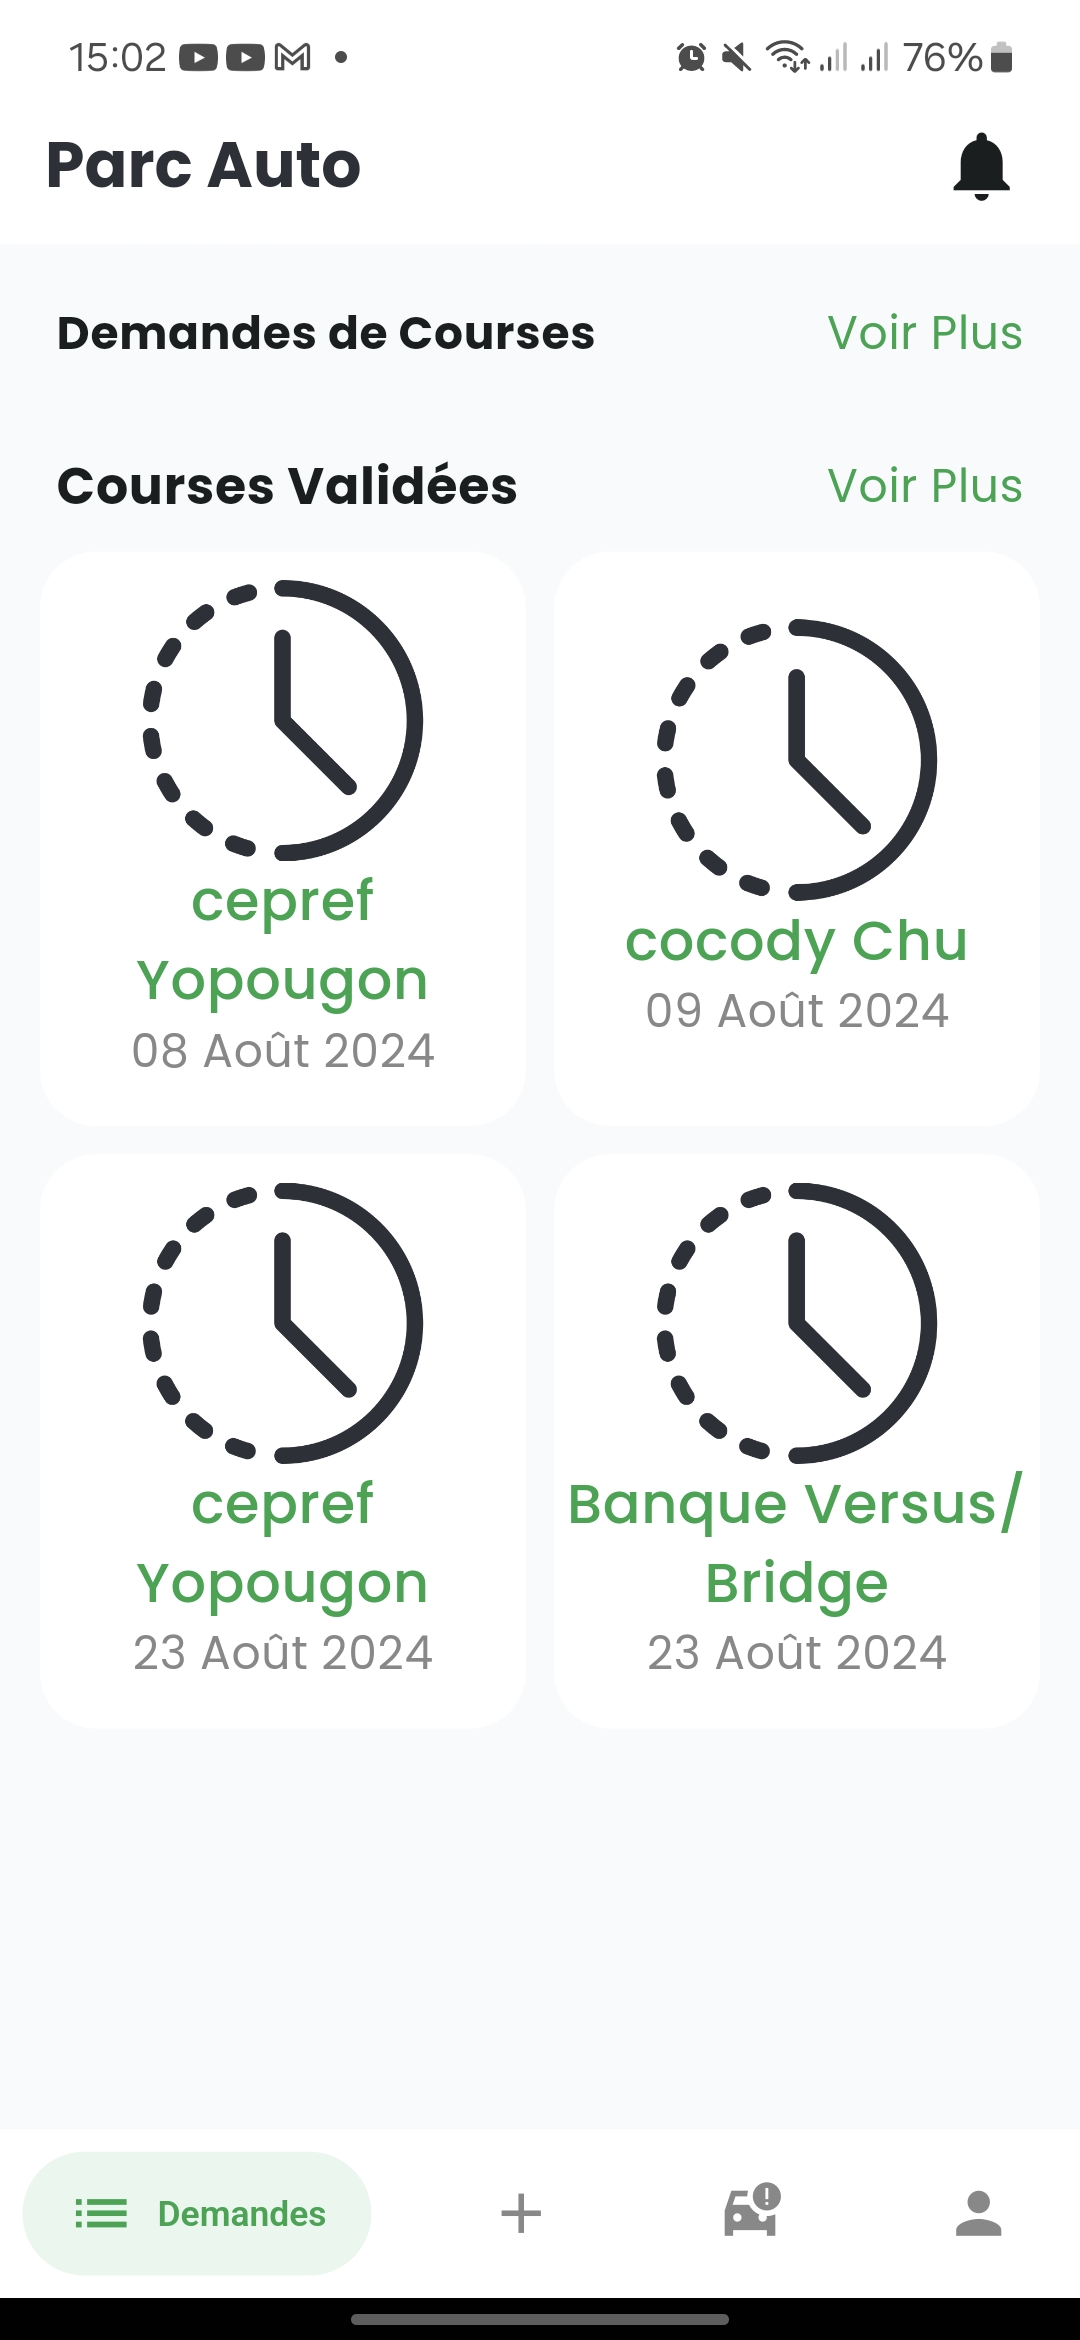 15:02
76%
Parc Auto
Demandes de Courses
Voir Plus
Courses Validées
Voir Plus
cepref
Yopougon
08 Août 2024
cocody Chu
09 Août 2024
cepref
Yopougon
23 Août 2024
Banque Versus/
Bridge
23 Août 2024
Demandes